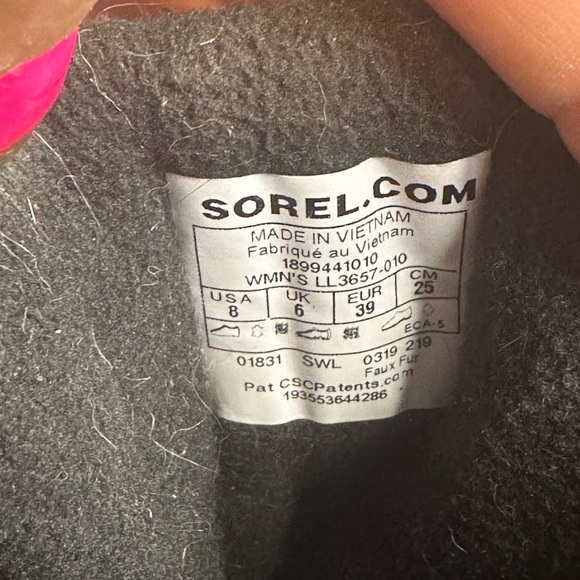 SOREL.COM
MADE IN VIETNAM
Fabriqué au Vietnam
1899441010
WMN'S LL3657-010
USA UK EUR CM
8 6 39 25
ECA-5
01831 SWL 0319 219
Faux Fur
Pat CSCPatents.com
193553644286